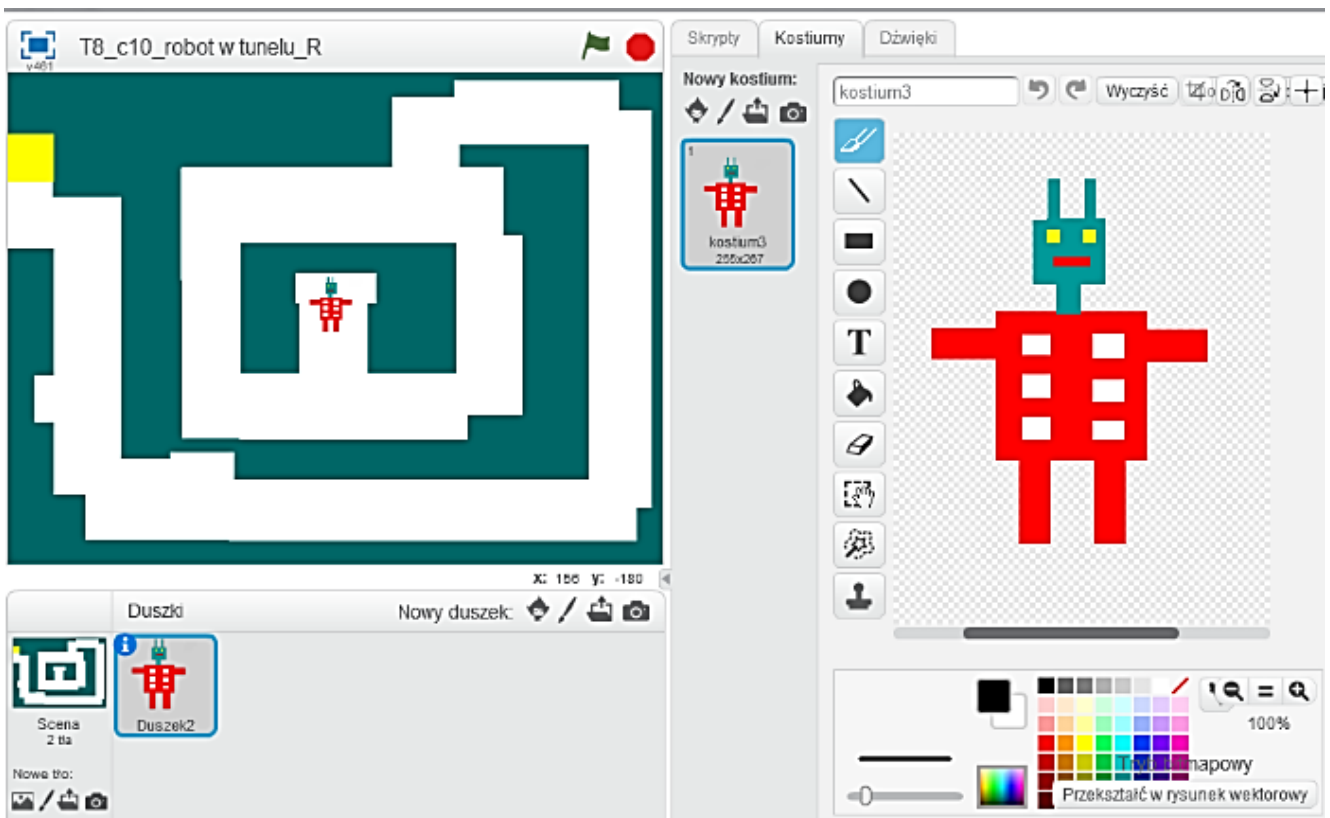 T8_c10_robot w tunelu_R
v461
Skrypty Kostiumy Dźwięki
Nowy kostium:
kostium3 Wyczyść
1
kostium3
255x267
T
x: 156 y: -180
Duszki Nowy duszek:
Scena
2 tła
Duszek2
Nowe tło:
100%
Przekształć w rysunek wektorowy